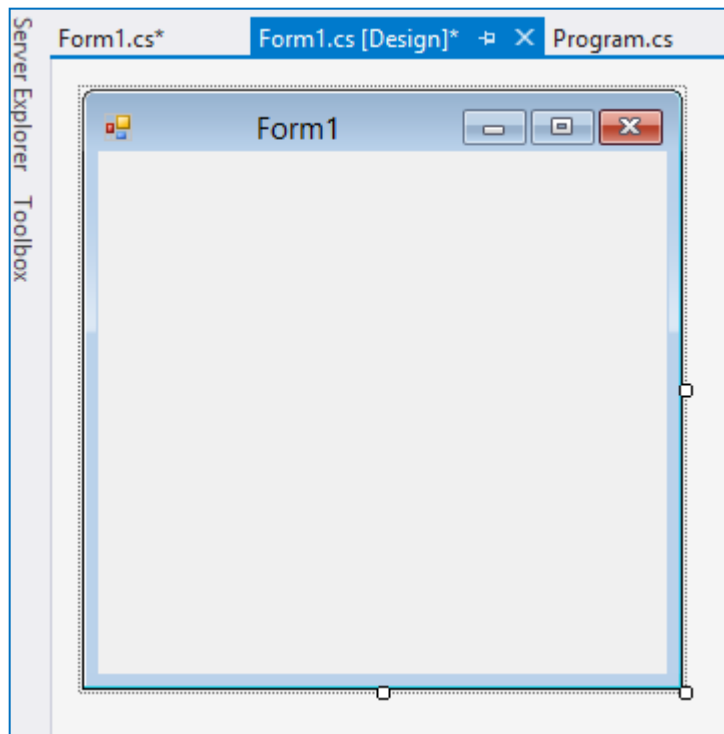 Form1.cs*
Form1.cs [Design]*
Program.cs
Server Explorer
Toolbox
Form1